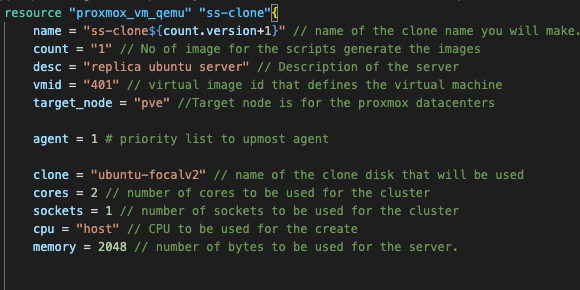 resource "proxmox_vm_qemu" "ss-clone"{
name = "ss-clone${count.version+1}" // name of the clone name you will make.
count = "1" // No of image for the scripts generate the images
desc = "replica ubuntu server" // Description of the server
vmid = "401" // virtual image id that defines the virtual machine
target_node = "pve" //Target node is for the proxmox datacenters
agent = 1 # priority list to upmost agent
clone = "ubuntu-focalv2" // name of the clone disk that will be used
cores = 2 // number of cores to be used for the cluster
sockets = 1 // number of sockets to be used for the cluster
cpu = "host" // CPU to be used for the create
memory = 2048 // number of bytes to be used for the server.